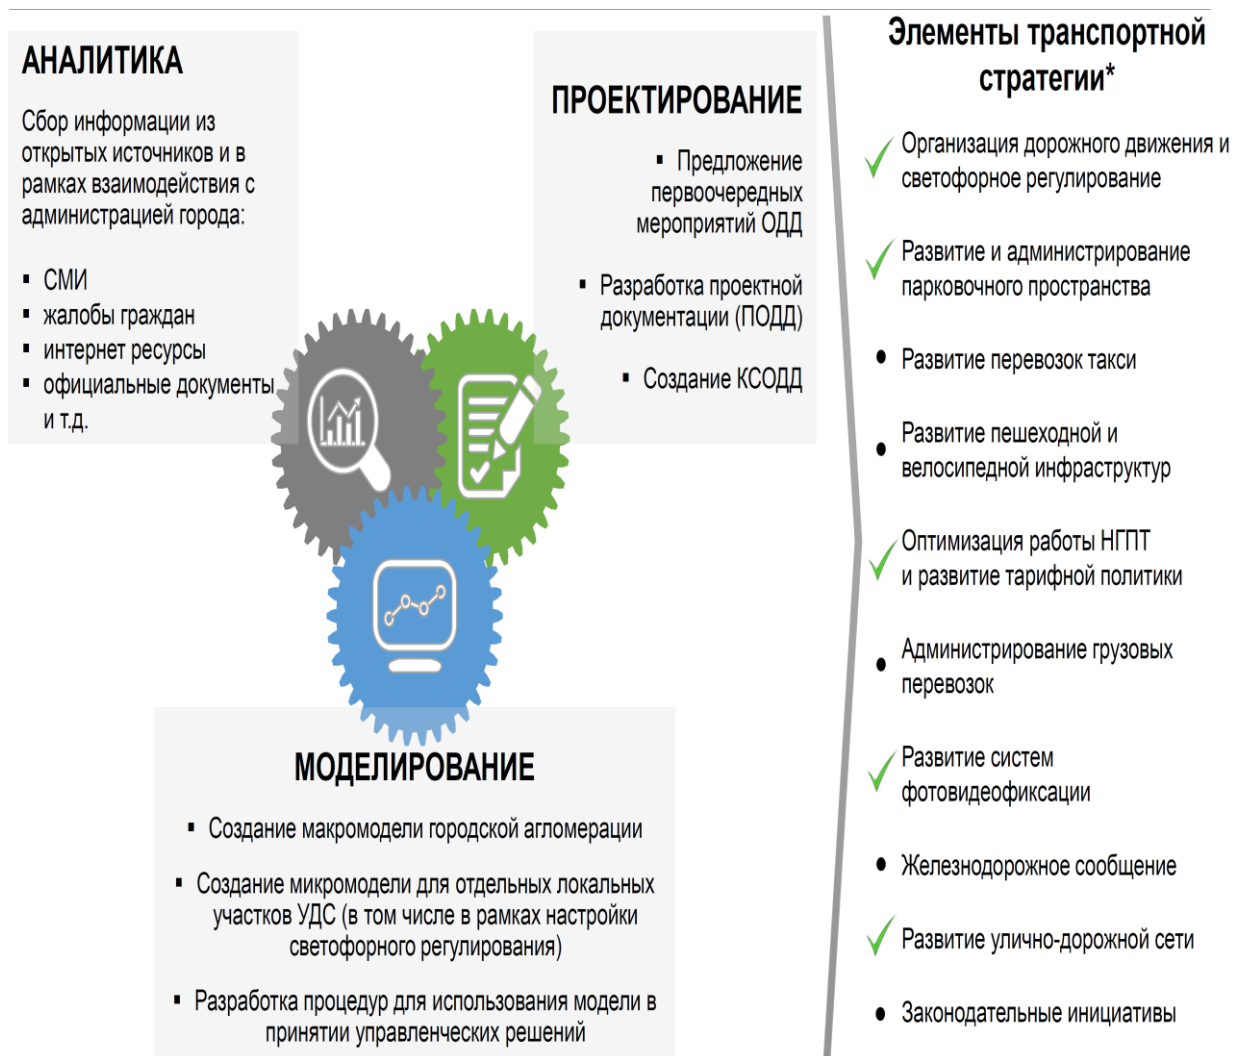 АНАЛИТИКА
Сбор информации из
открытых источников и в
рамках взаимодействия с
администрацией города:
▪ СМИ
▪ жалобы граждан
▪ интернет ресурсы
▪ официальные документы
и т.д.
ПРОЕКТИРОВАНИЕ
▪ Предложение
первоочередных
мероприятий ОДД
▪ Разработка проектной
документации (ПОДД)
▪ Создание КСОДД
МОДЕЛИРОВАНИЕ
▪ Создание макромодели городской агломерации
▪ Создание микромодели для отдельных локальных
участков УДС (в том числе в рамках настройки
светофорного регулирования)
▪ Разработка процедур для использования модели в
принятии управленческих решений
Элементы транспортной
стратегии*
✓ Организация дорожного движения и
светофорное регулирование
✓ Развитие и администрирование
парковочного пространства
• Развитие перевозок такси
• Развитие пешеходной и
велосипедной инфраструктур
✓ Оптимизация работы НГПТ
и развитие тарифной политики
• Администрирование грузовых
перевозок
✓ Развитие систем
фотовидеофиксации
• Железнодорожное сообщение
✓ Развитие улично-дорожной сети
• Законодательные инициативы